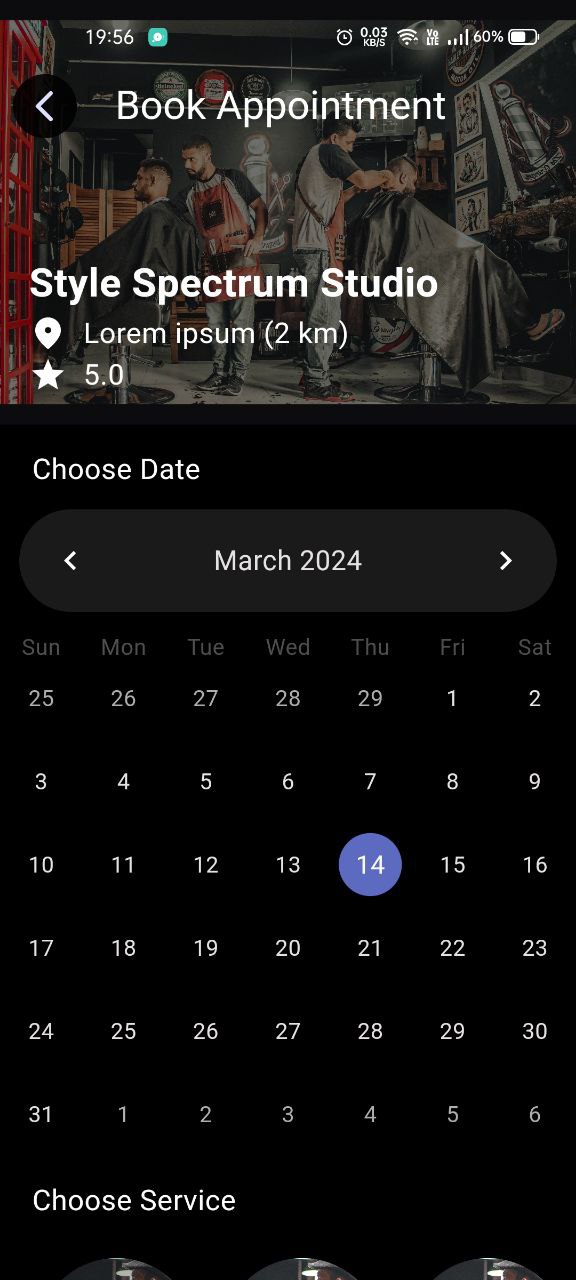 19:56 0.03 KB/S Vo LTE 60%
Book Appointment
Style Spectrum Studio
Lorem ipsum (2 km)
5.0
Choose Date
March 2024
Sun Mon Tue Wed Thu Fri Sat
25 26 27 28 29 1 2
3 4 5 6 7 8 9
10 11 12 13 14 15 16
17 18 19 20 21 22 23
24 25 26 27 28 29 30
31 1 2 3 4 5 6
Choose Service